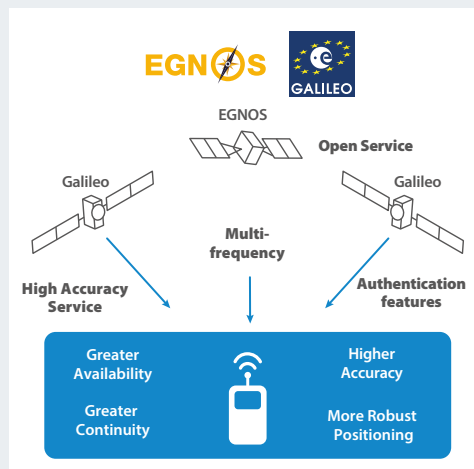 EGNOS
GALILEO
EGNOS
Open Service
Galileo
Galileo
Multi-
frequency
High Accuracy
Service
Authentication
features
Greater
Availability
Higher
Accuracy
Greater
Continuity
More Robust
Positioning